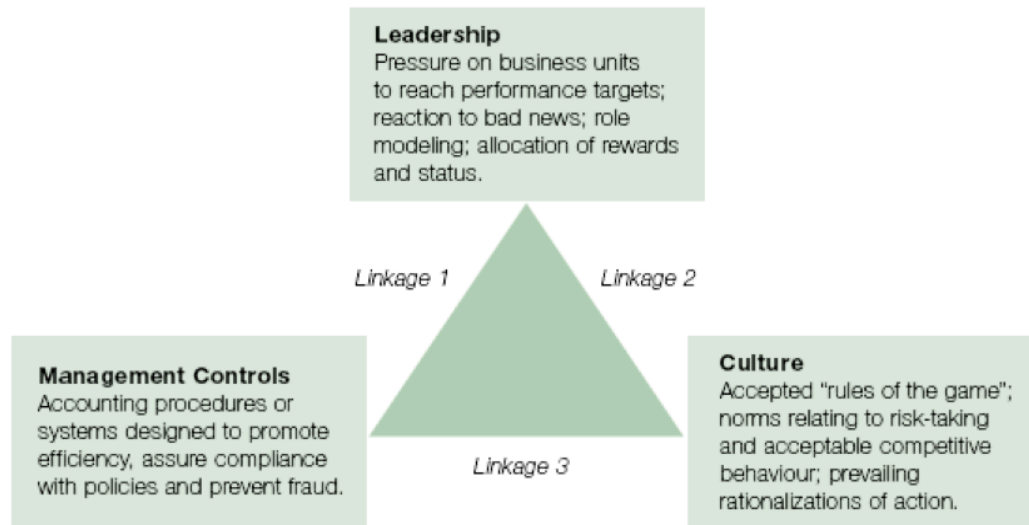 Leadership
Pressure on business units
to reach performance targets;
reaction to bad news; role
modeling; allocation of rewards
and status.
Linkage 1
Linkage 2
Management Controls
Accounting procedures or
systems designed to promote
efficiency, assure compliance
with policies and prevent fraud.
Linkage 3
Culture
Accepted “rules of the game”;
norms relating to risk-taking
and acceptable competitive
behaviour; prevailing
rationalizations of action.